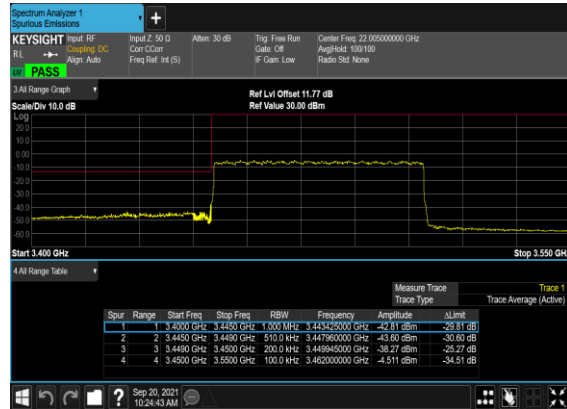 Spectrum Analyzer 1
Spurious Emissions
KEYSIGHT Input: RF Input Z: 50 Ω Atten: 30 dB Trig: Free Run Center Freq: 22.005000000 GHz
RL Coupling: DC Corr CCorr Gate: Off Avg|Hold: 100/100
Align: Auto Freq Ref: Int (S) IF Gain: Low Radio Std: None
LW PASS
3 All Range Graph
Ref Lvl Offset 11.77 dB
Scale/Div 10.0 dB Ref Value 30.00 dBm
Log
20.0
10.0
0.00
-10.0
-20.0
-30.0
-40.0
-50.0
-60.0
Start 3.400 GHz Stop 3.550 GH
4 All Range Table
Measure Trace Trace 1
Trace Type Trace Average (Active)
Spur Range Start Freq Stop Freq RBW Frequency Amplitude ΔLimit
1 1 3.4000 GHz 3.4450 GHz 1.000 MHz 3.443425000 GHz -42.81 dBm -29.81 dB
2 2 3.4450 GHz 3.4490 GHz 510.0 kHz 3.447960000 GHz -43.60 dBm -30.60 dB
3 3 3.4490 GHz 3.4500 GHz 200.0 kHz 3.449945000 GHz -38.27 dBm -25.27 dB
4 4 3.4500 GHz 3.5500 GHz 100.0 kHz 3.462000000 GHz -4.511 dBm -34.51 dB
Sep 20, 2021
10:24:43 AM